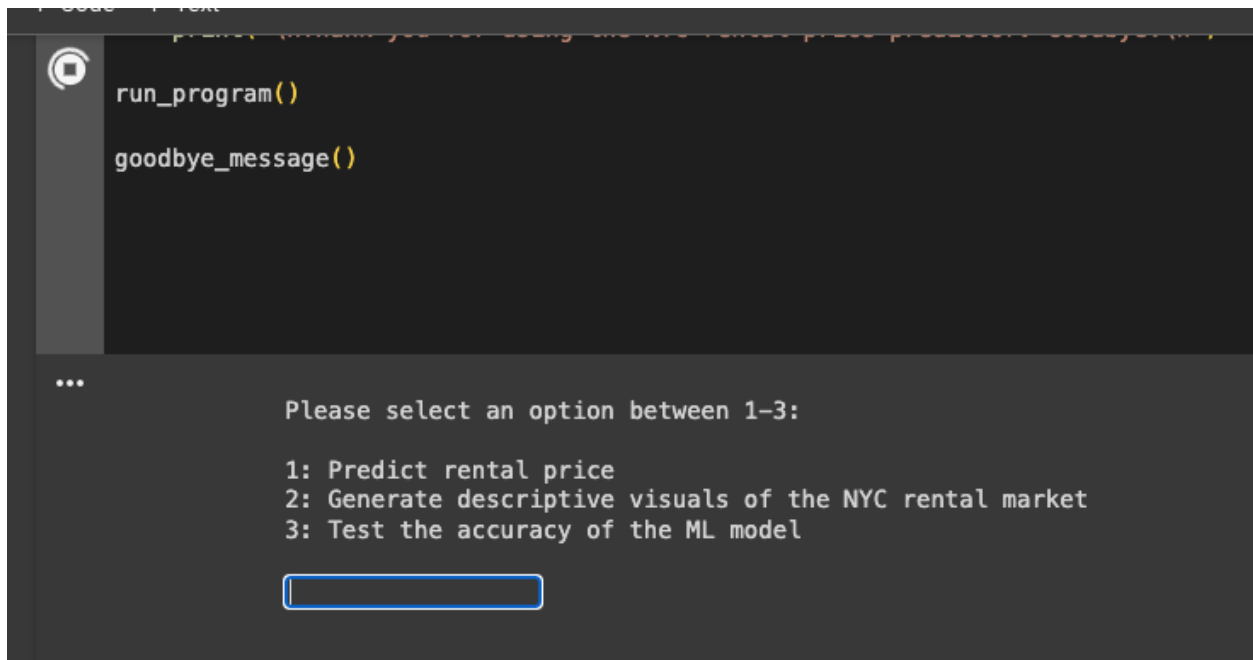 run_program()
goodbye_message()
Please select an option between 1-3:
1: Predict rental price
2: Generate descriptive visuals of the NYC rental market
3: Test the accuracy of the ML model